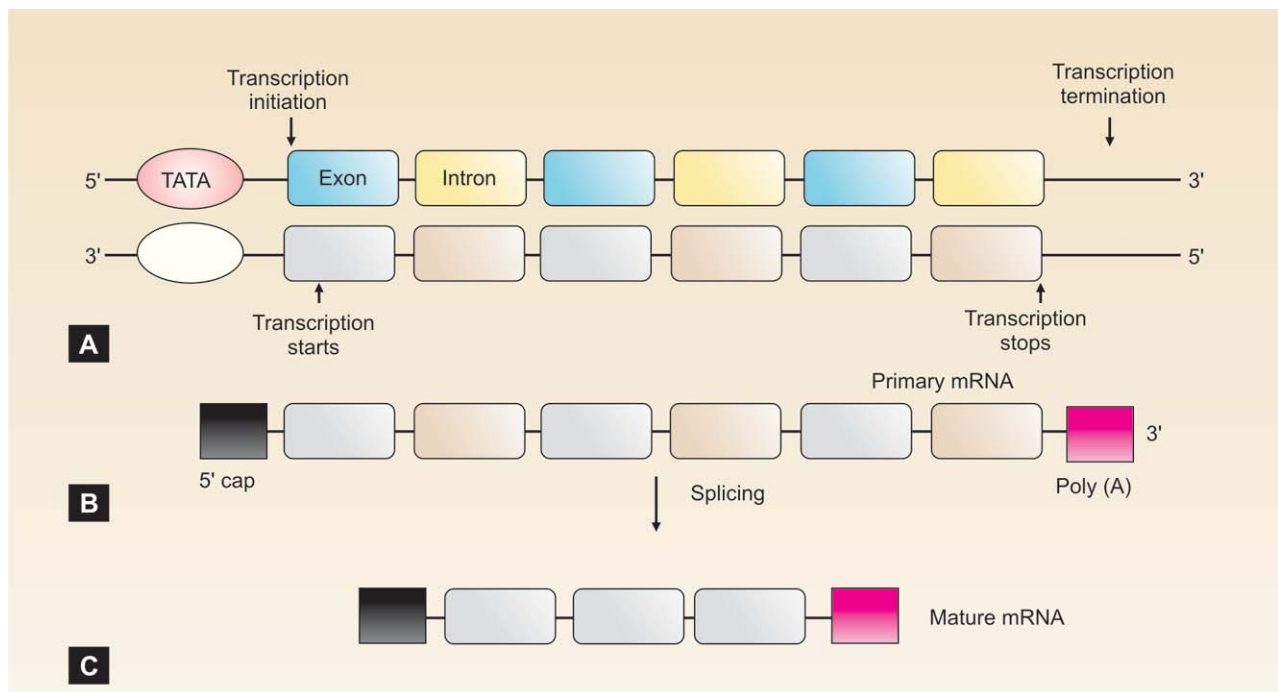 Transcription
initiation
Transcription
termination
5' TATA Exon Intron 3'
3' 5'
Transcription
starts
Transcription
stops
A
Primary mRNA
3'
5' cap
Poly (A)
B
Splicing
Mature mRNA
C